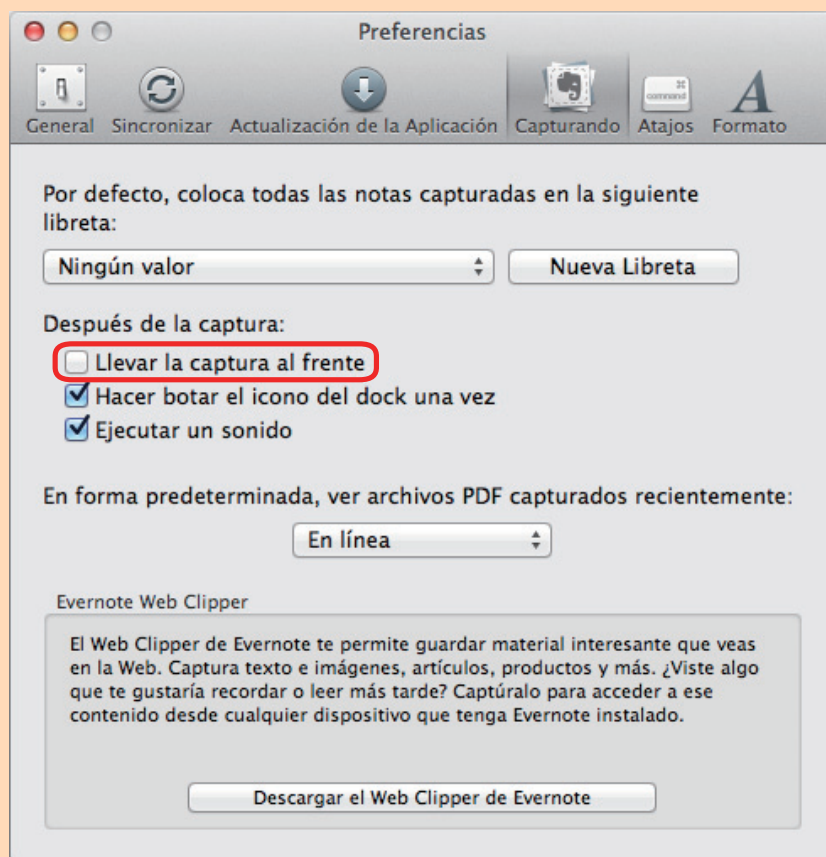 Preferencias
General Sincronizar Actualización de la Aplicación Capturando command Atajos Formato
Por defecto, coloca todas las notas capturadas en la siguiente
libreta:
Ningún valor Nueva Libreta
Después de la captura:
Llevar la captura al frente
Hacer botar el icono del dock una vez
Ejecutar un sonido
En forma predeterminada, ver archivos PDF capturados recientemente:
En línea
Evernote Web Clipper
El Web Clipper de Evernote te permite guardar material interesante que veas
en la Web. Captura texto e imágenes, artículos, productos y más. ¿Viste algo
que te gustaría recordar o leer más tarde? Captúralo para acceder a ese
contenido desde cualquier dispositivo que tenga Evernote instalado.
Descargar el Web Clipper de Evernote